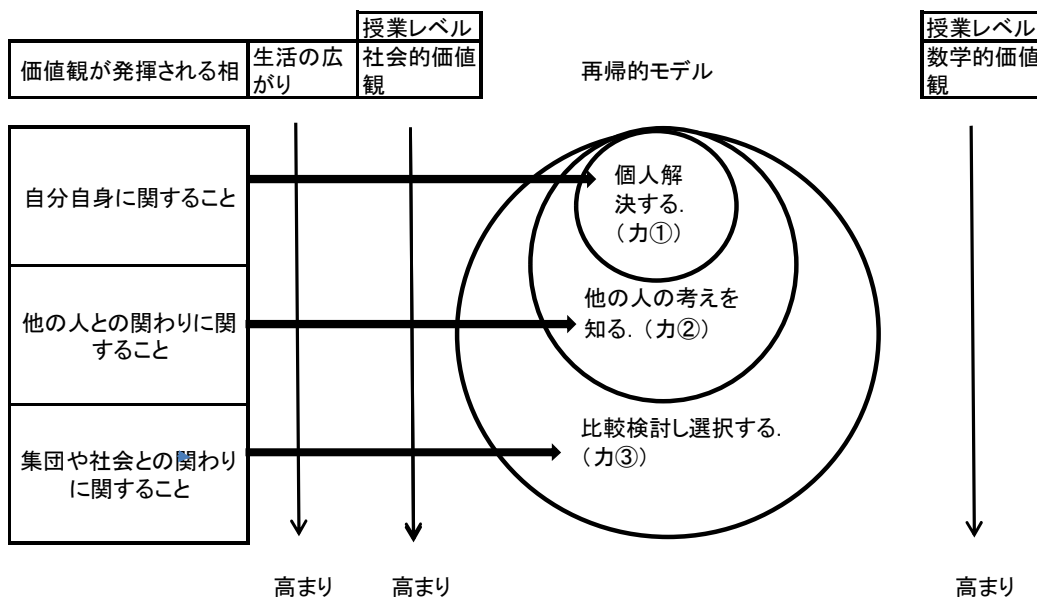 授業レベル
授業レベル
価値観が発揮される相
生活の広
がり
社会的価値
観
再帰的モデル
数学的価値
観
自分自身に関すること
個人解
決する.
（力①）
他の人との関わりに関
すること
他の人の考えを
知る.（力②）
集団や社会との関わり
に関すること
比較検討し選択する.
（力③）
高まり
高まり
高まり